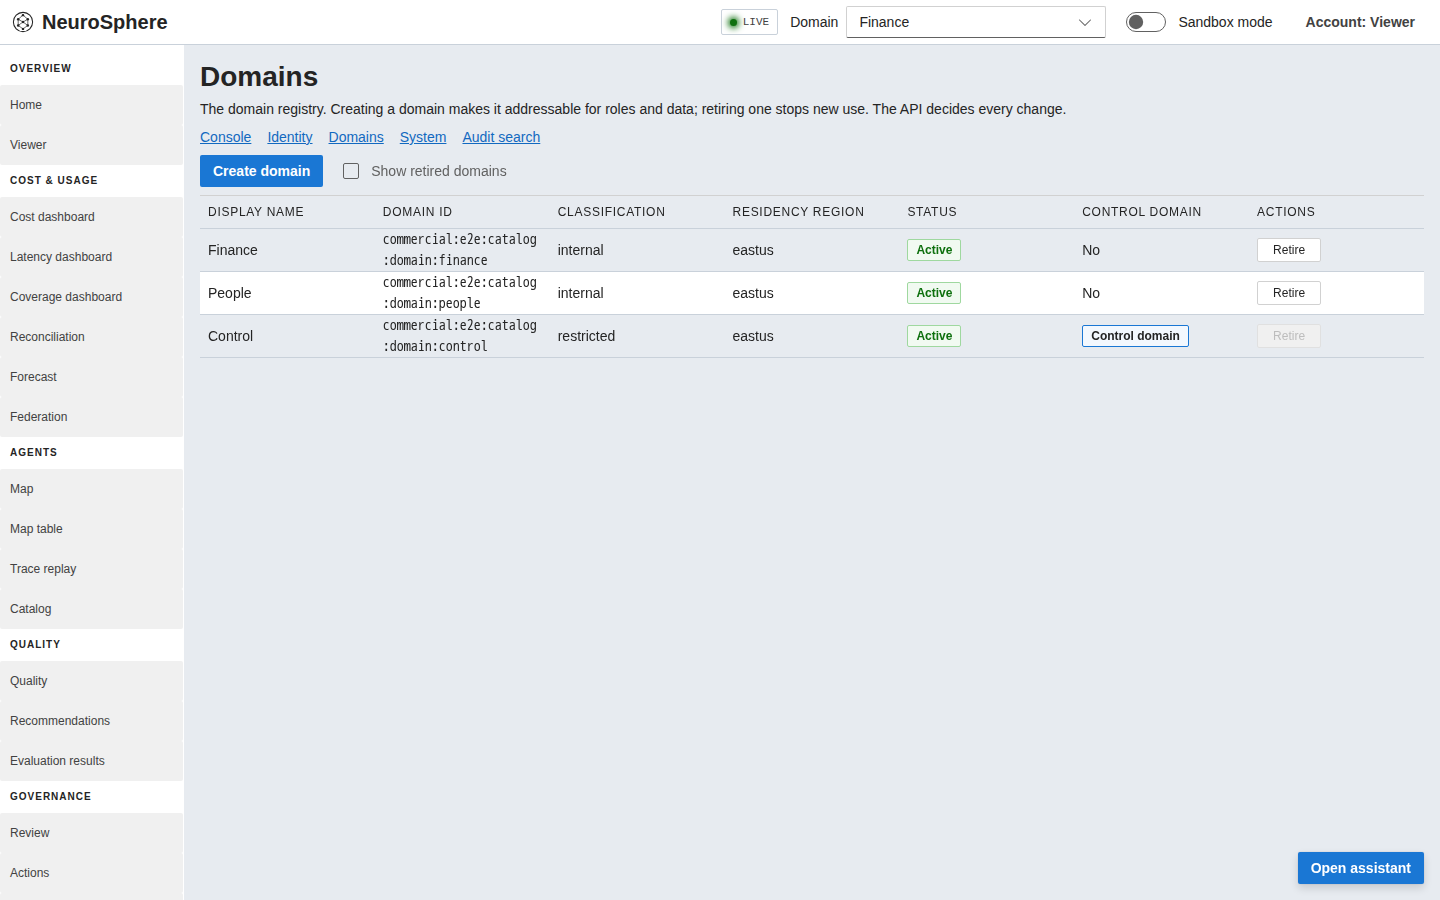 NeuroSphere
LIVE
Domain
Finance
Sandbox mode
Account: Viewer
OVERVIEW
Home
Viewer
COST & USAGE
Cost dashboard
Latency dashboard
Coverage dashboard
Reconciliation
Forecast
Federation
AGENTS
Map
Map table
Trace replay
Catalog
QUALITY
Quality
Recommendations
Evaluation results
GOVERNANCE
Review
Actions
Domains
The domain registry. Creating a domain makes it addressable for roles and data; retiring one stops new use. The API decides every change.
Console Identity Domains System Audit search
Create domain
Show retired domains
DISPLAY NAME DOMAIN ID CLASSIFICATION RESIDENCY REGION STATUS CONTROL DOMAIN ACTIONS
Finance commercial:e2e:catalog
:domain:finance internal eastus Active No Retire
People commercial:e2e:catalog
:domain:people internal eastus Active No Retire
Control commercial:e2e:catalog
:domain:control restricted eastus Active Control domain Retire
Open assistant